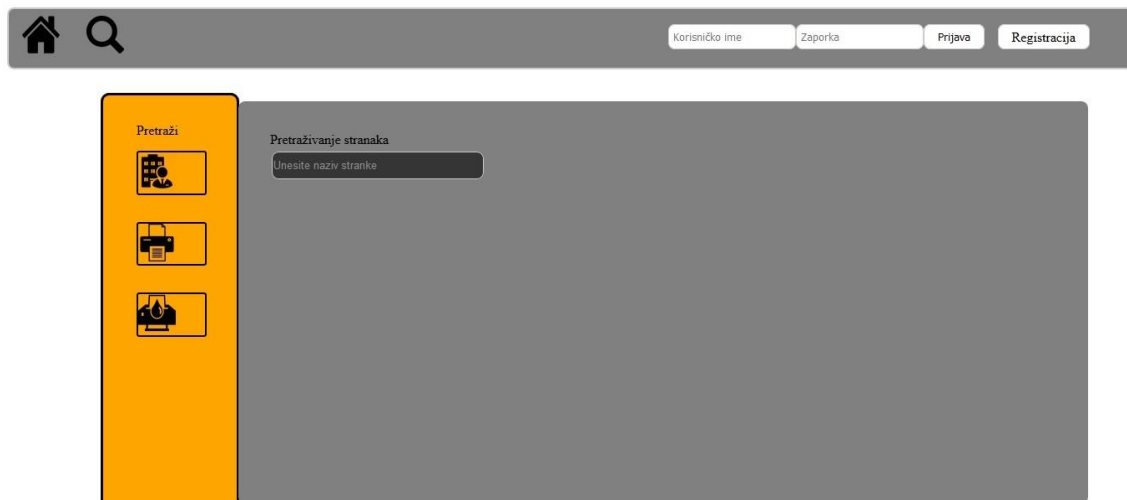 Korisničko ime
Zaporka
Prijava
Registracija
Pretraži
Pretraživanje stranaka
Unesite naziv stranke